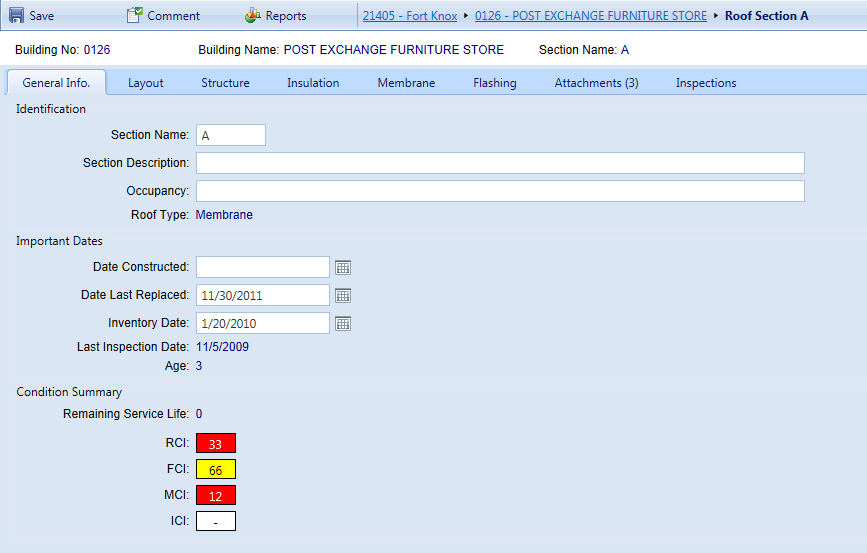 Save Comment Reports 21405 - Fort Knox ▸ 0126 - POST EXCHANGE FURNITURE STORE ▸ Roof Section A
Building No: 0126 Building Name: POST EXCHANGE FURNITURE STORE Section Name: A
General Info. Layout Structure Insulation Membrane Flashing Attachments (3) Inspections
Identification
Section Name: A
Section Description:
Occupancy:
Roof Type: Membrane
Important Dates
Date Constructed:
Date Last Replaced: 11/30/2011
Inventory Date: 1/20/2010
Last Inspection Date: 11/5/2009
Age: 3
Condition Summary
Remaining Service Life: 0
RCI: 33
FCI: 66
MCI: 12
ICI: -